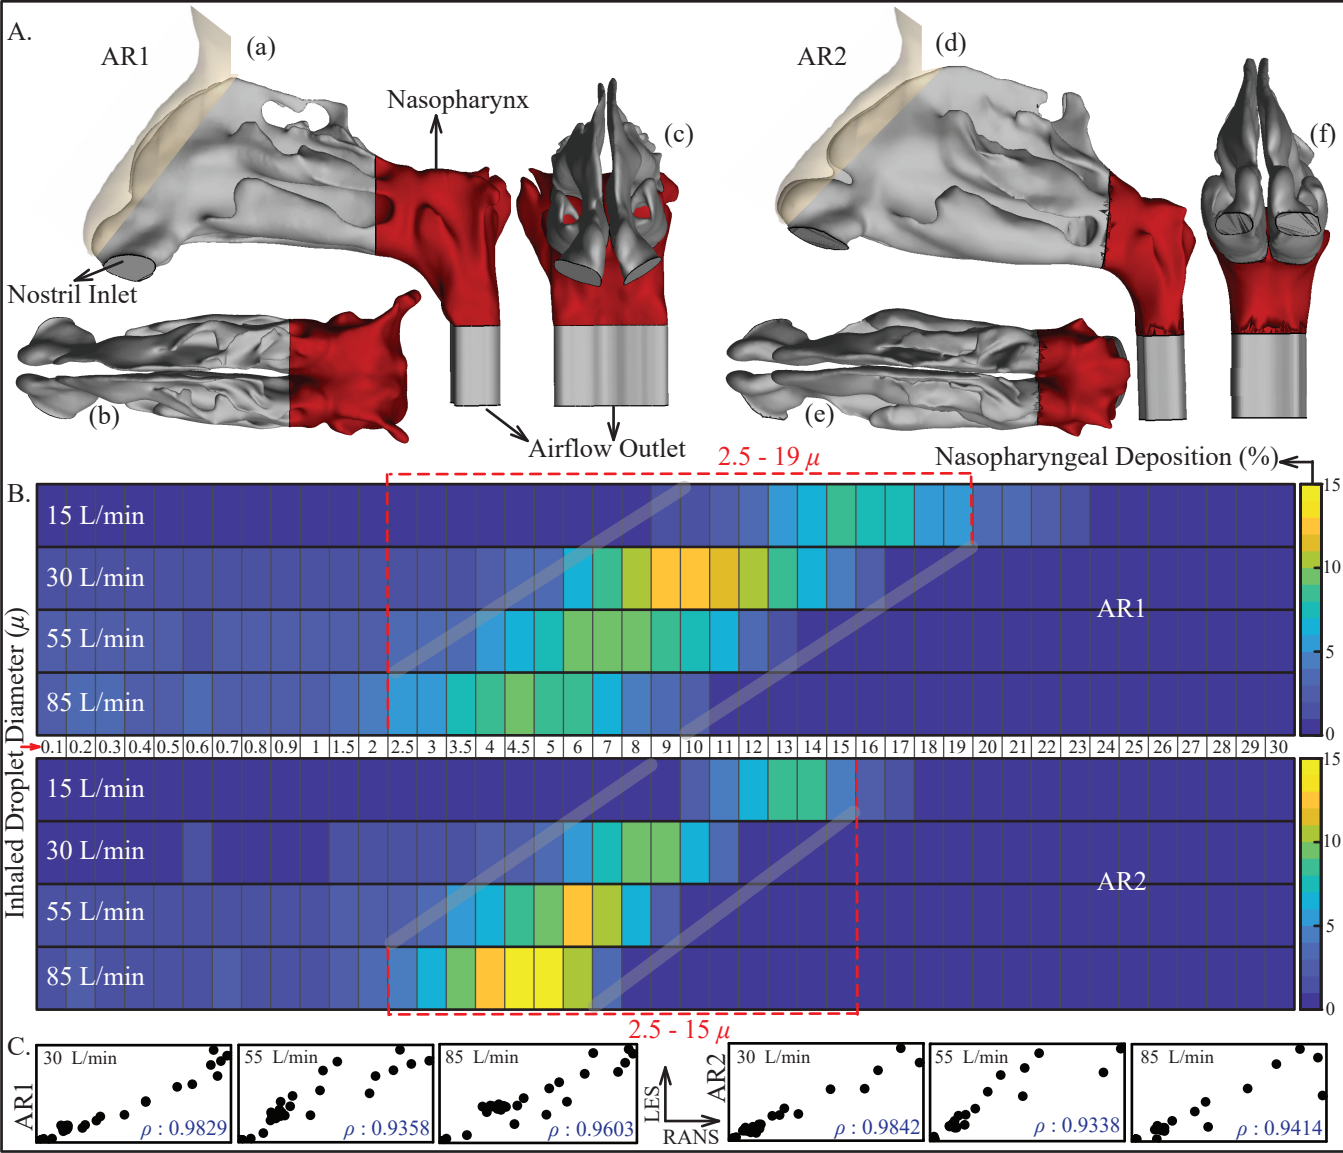 A.
AR1
(a)
Nasopharynx
(c)
AR2
(d)
(f)
Nostril Inlet
(b)
(e)
Airflow Outlet
2.5 - 19 μ
Nasopharyngeal Deposition (%)
B.
15 L/min
30 L/min
55 L/min
85 L/min
AR1
15
10
5
0
Inhaled Droplet Diameter (μ)
0.1 0.2 0.3 0.4 0.5 0.6 0.7 0.8 0.9 1 1.5 2 2.5 3 3.5 4 4.5 5 6 7 8 9 10 11 12 13 14 15 16 17 18 19 20 21 22 23 24 25 26 27 28 29 30
15 L/min
30 L/min
55 L/min
85 L/min
AR2
15
10
5
0
2.5 - 15 μ
C.
AR1
30 L/min
ρ : 0.9829
55 L/min
ρ : 0.9358
85 L/min
ρ : 0.9603
LES
RANS
AR2
30 L/min
ρ : 0.9842
55 L/min
ρ : 0.9338
85 L/min
ρ : 0.9414